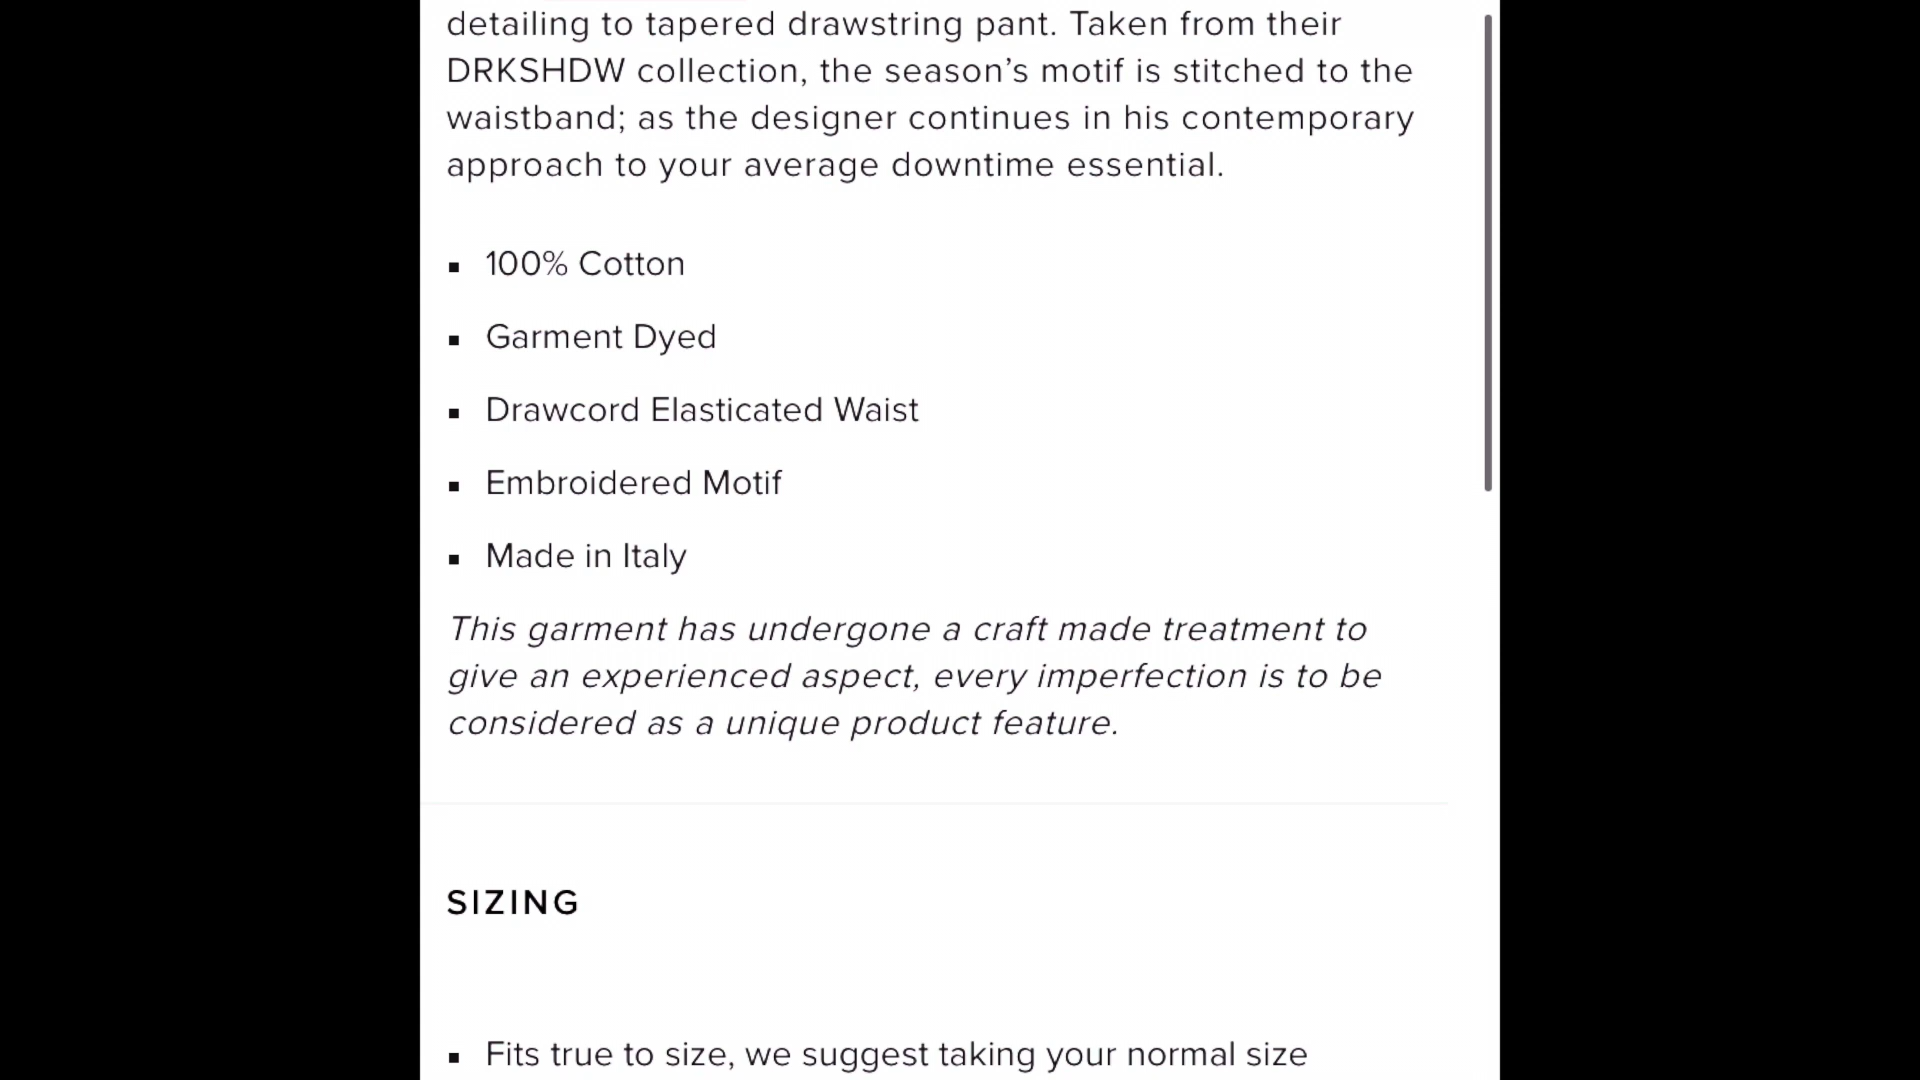 detailing to tapered drawstring pant. Taken from their
DRKSHDW collection, the season’s motif is stitched to the
waistband; as the designer continues in his contemporary
approach to your average downtime essential.
▪ 100% Cotton
▪ Garment Dyed
▪ Drawcord Elasticated Waist
▪ Embroidered Motif
▪ Made in Italy
This garment has undergone a craft made treatment to
give an experienced aspect, every imperfection is to be
considered as a unique product feature.
SIZING
▪ Fits true to size, we suggest taking your normal size